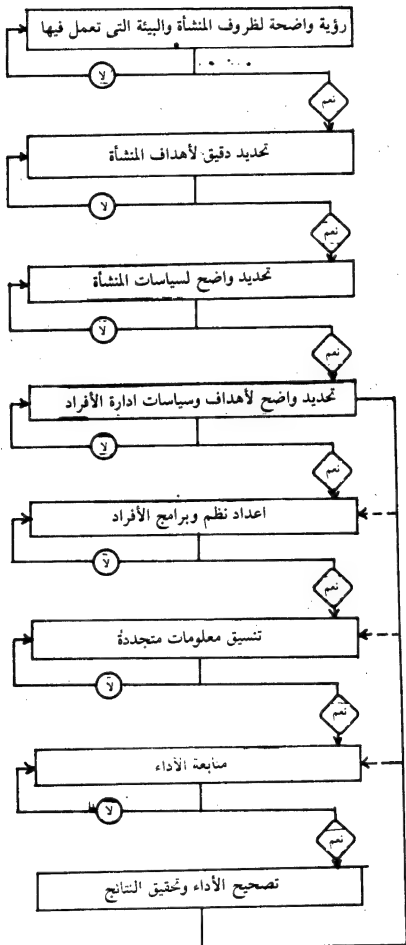 رؤية واضحة لظروف المنشأة والبيئة التى تعمل فيها
لا
نعم
تحديد دقيق لأهداف المنشأة
لا
نعم
تحديد واضح لسياسات المنشأة
لا
نعم
تحديد واضح لأهداف وسياسات ادارة الأفراد
لا
نعم
اعداد نظم وبرامج الأفراد
لا
نعم
تنسيق معلومات متجددة
لا
نعم
متابعة الأداء
لا
نعم
تصحيح الأداء وتحقيق النتائج